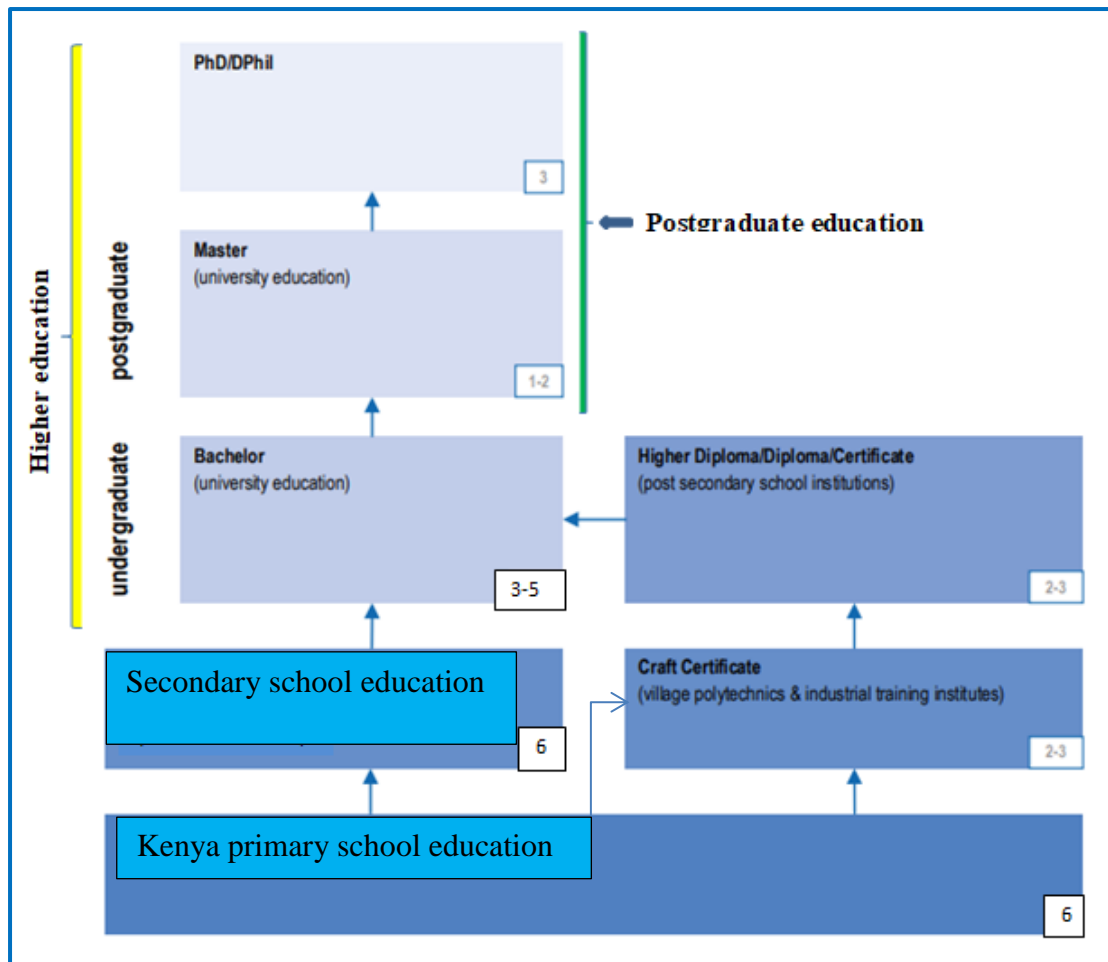 PhD/DPhil
3
Postgraduate education
Higher education
postgraduate
Master
(university education)
1-2
undergraduate
Bachelor
(university education)
3-5
Higher Diploma/Diploma/Certificate
(post secondary school institutions)
2-3
Secondary school education
6
Craft Certificate
(village polytechnics & industrial training institutes)
2-3
Kenya primary school education
6